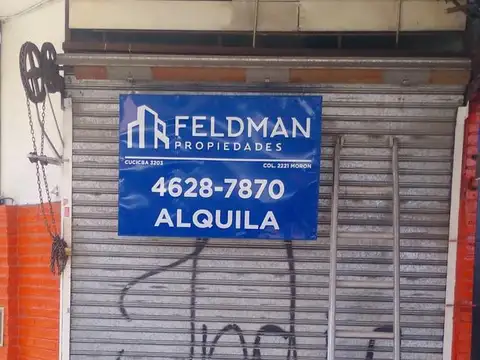 FELDMAN
PROPIEDADES
CUCICBA 3203 COL. 2221 MORON
4628-7870
ALQUILA